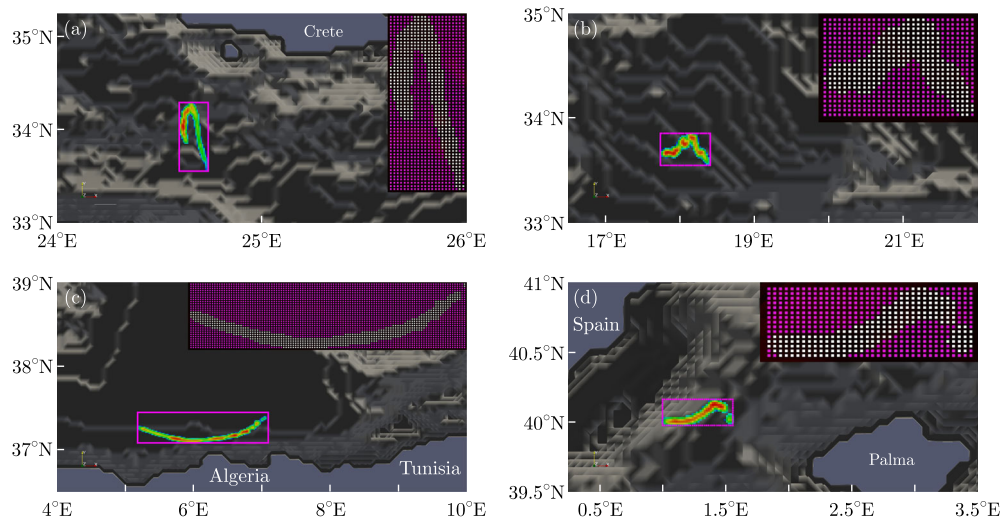 35°N (a) Crete
34°N
33°N
24°E 25°E 26°E
35°N (b)
34°N
33°N
17°E 19°E 21°E
39°N (c)
38°N
37°N
Algeria Tunisia
4°E 6°E 8°E 10°E
41°N (d)
Spain
40.5°N
40°N
Palma
39.5°N
0.5°E 1.5°E 2.5°E 3.5°E